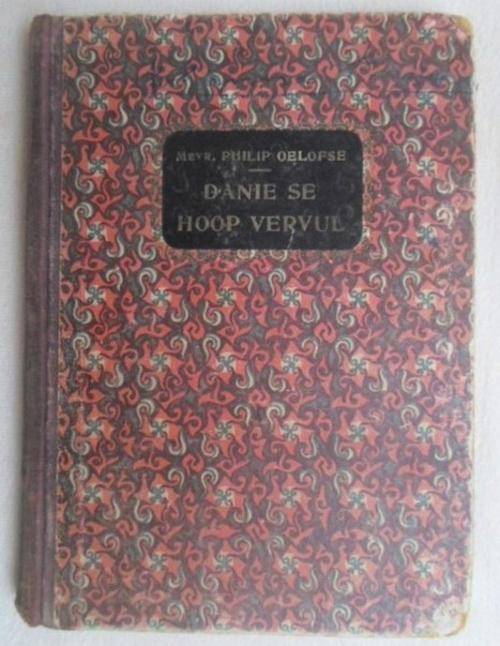 MEVR. PHILIP OELOFSE
DANIE SE
HOOP VERVUL